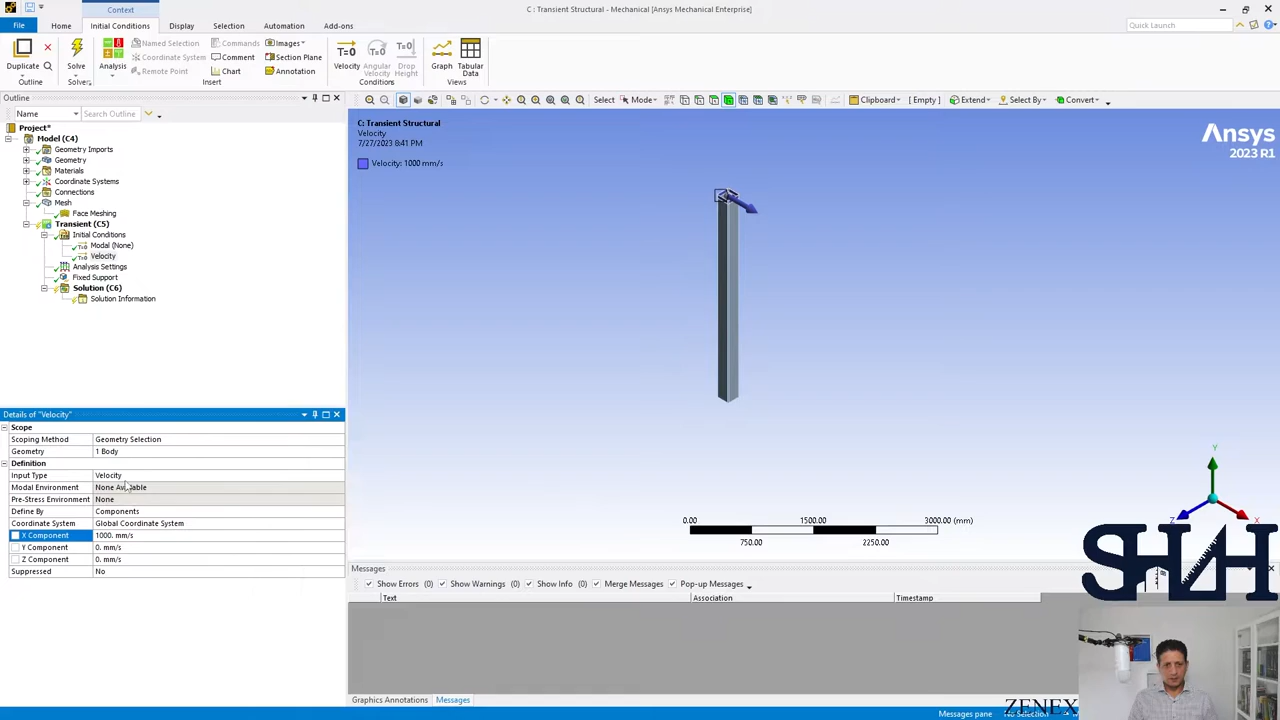 Context
C : Transient Structural - Mechanical [Ansys Mechanical Enterprise]
File Home Initial Conditions Display Selection Automation Add-ons Quick Launch
Duplicate Solve Analysis Named Selection Commands Images Velocity Angular Velocity Drop Height Graph Tabular Data
Coordinate System Comment Section Plane
Remote Point Chart Annotation
Outline Solver Insert Conditions Views
Outline
Select Mode Clipboard [ Empty ] Extend Select By Convert
Name Search Outline
Project*
Model (C4)
Geometry Imports
Geometry
Materials
Coordinate Systems
Connections
Mesh
Face Meshing
Transient (C5)
Initial Conditions
Modal (None)
Velocity
Analysis Settings
Fixed Support
Solution (C6)
Solution Information
C: Transient Structural
Velocity
7/27/2023 8:41 PM
Velocity: 1000 mm/s
Ansys
2023 R1
Details of "Velocity"
Scope
Scoping Method Geometry Selection
Geometry 1 Body
Definition
Input Type Velocity
Modal Environment None Available
Pre-Stress Environment None
Define By Components
Coordinate System Global Coordinate System
X Component 1000. mm/s
Y Component 0. mm/s
Z Component 0. mm/s
Suppressed No
0.00 1500.00 3000.00 (mm)
750.00 2250.00
Y
Z X
Messages
Show Errors (0) Show Warnings (0) Show Info (0) Merge Messages Pop-up Messages
Text Association Timestamp
Graphics Annotations Messages
ZENEX
Messages pane No Selection